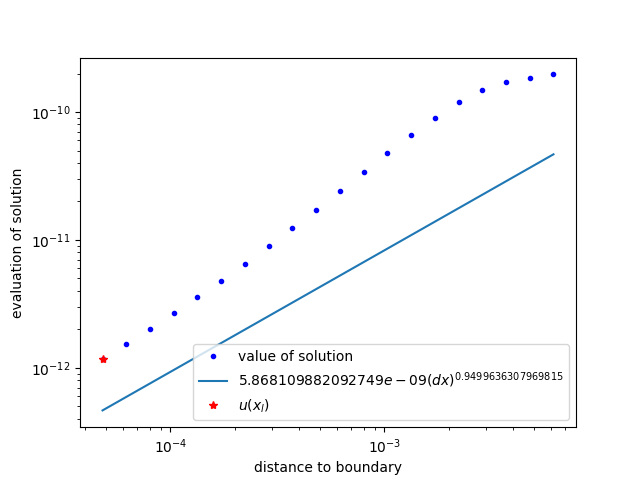 evaluation of solution
10⁻¹⁰
10⁻¹¹
10⁻¹²
value of solution
5.868109882092749e − 09(dx)^0.9499636307969815
u(x_l)
10⁻⁴
10⁻³
distance to boundary